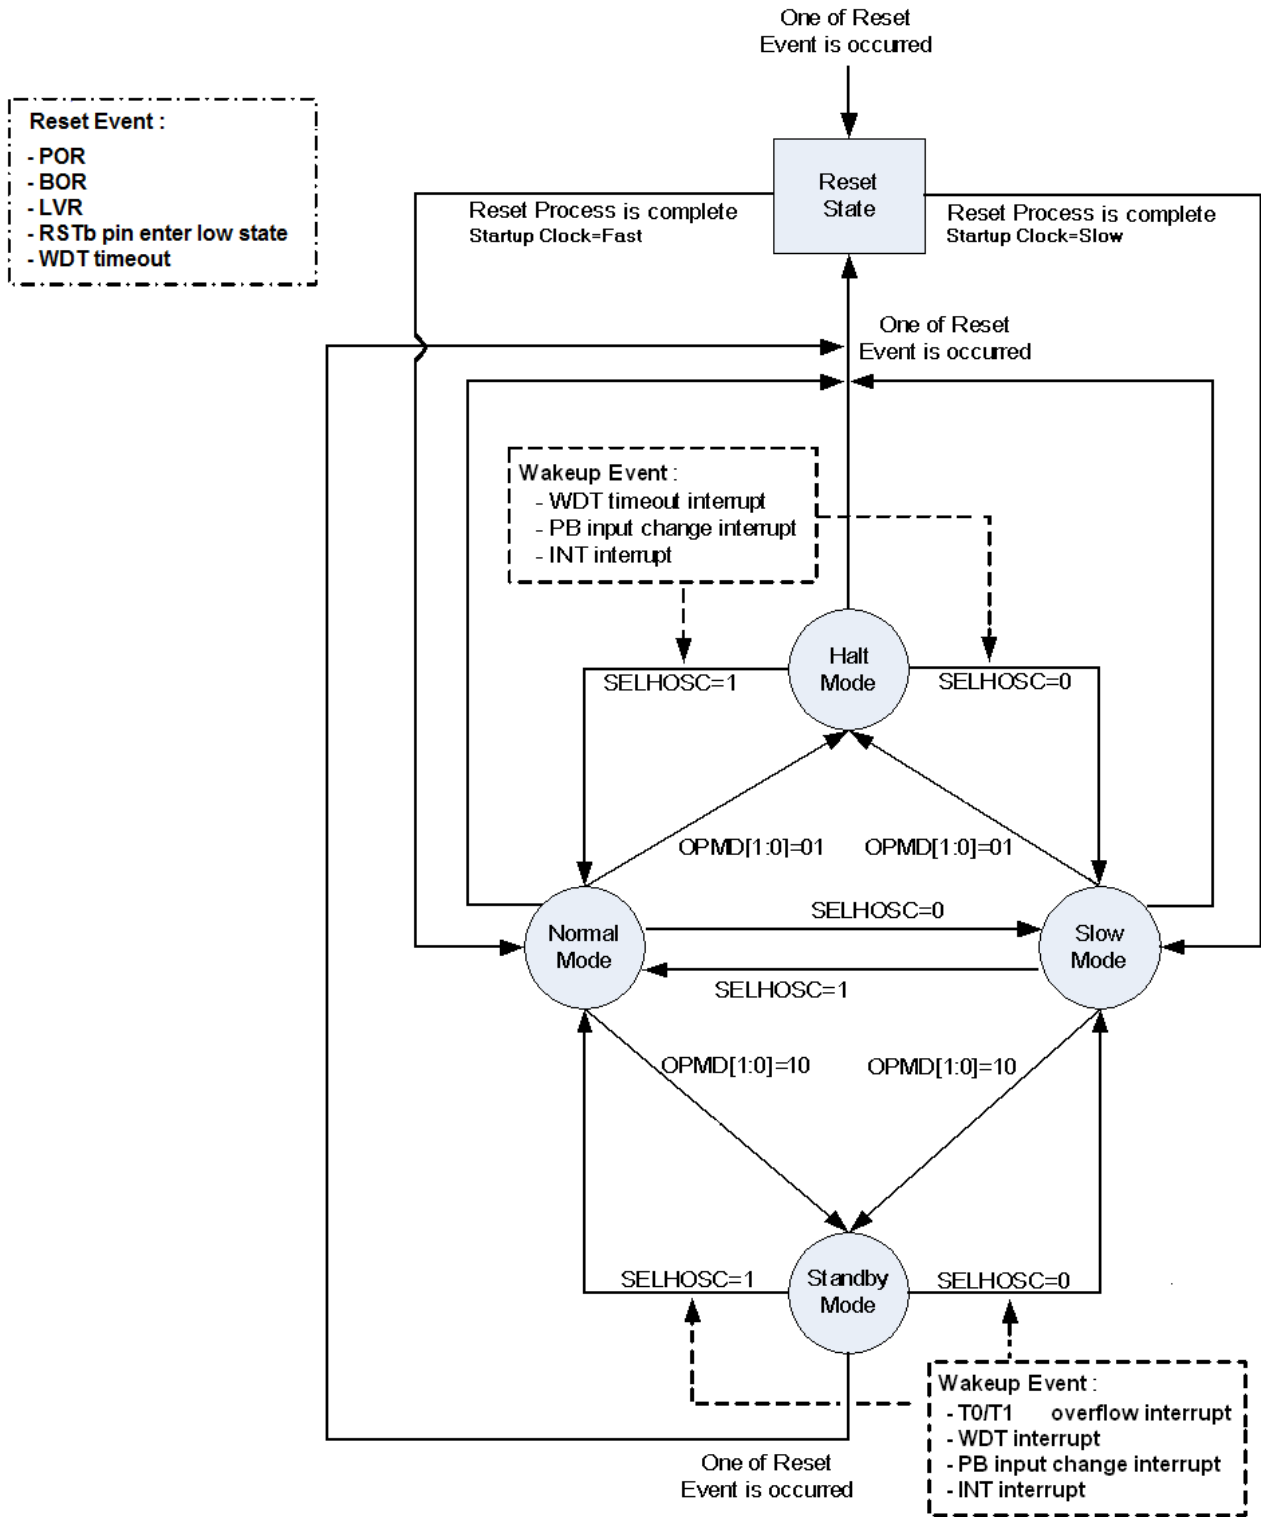 One of Reset
Event is occurred
Reset Event :
- POR
- BOR
- LVR
- RSTb pin enter low state
- WDT timeout
Reset
State
Reset Process is complete
Startup Clock=Fast
Reset Process is complete
Startup Clock=Slow
One of Reset
Event is occurred
Wakeup Event :
- WDT timeout interrupt
- PB input change interrupt
- INT interrupt
Halt
Mode
SELHOSC=1
SELHOSC=0
OPMD[1:0]=01
OPMD[1:0]=01
SELHOSC=0
Normal
Mode
Slow
Mode
SELHOSC=1
OPMD[1:0]=10
OPMD[1:0]=10
SELHOSC=1
Standby
Mode
SELHOSC=0
Wakeup Event :
- T0/T1 overflow interrupt
- WDT interrupt
- PB input change interrupt
- INT interrupt
One of Reset
Event is occurred